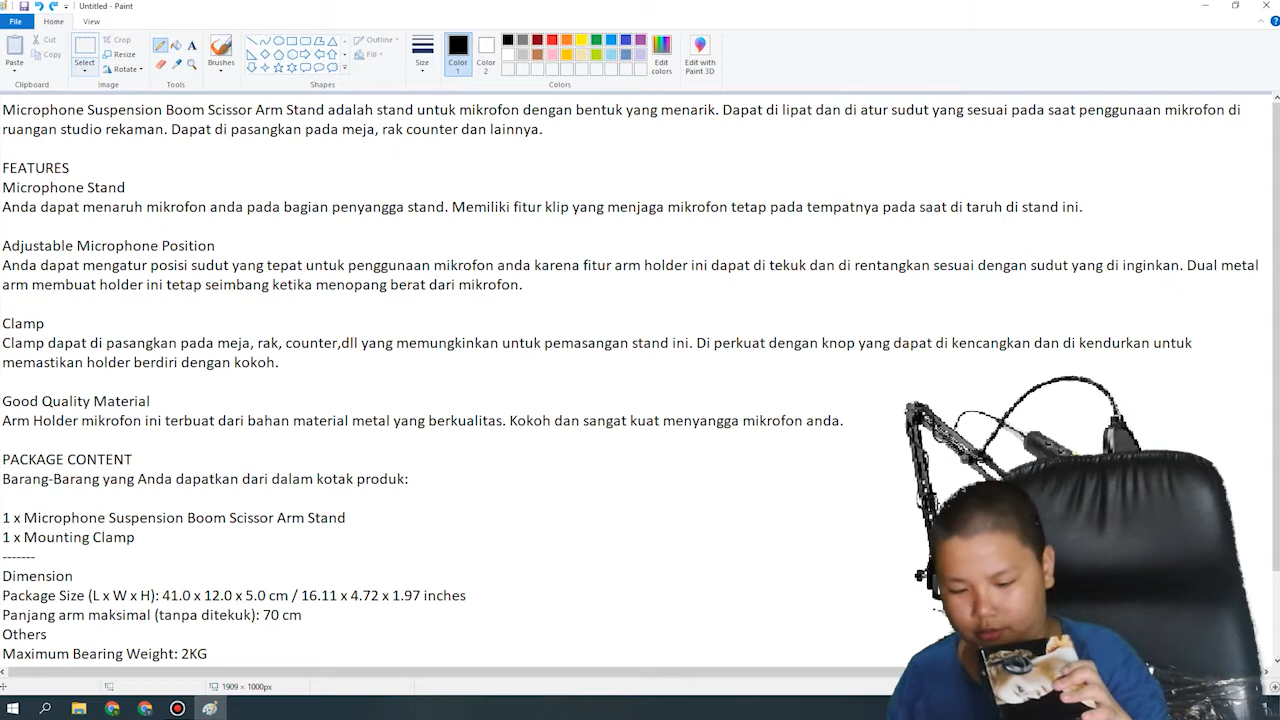 Untitled - Paint
File
Home
View
Paste
Cut
Copy
Clipboard
Select
Crop
Resize
Rotate
Image
Tools
Brushes
Shapes
Outline
Fill
Size
Color 1
Color 2
Edit colors
Edit with Paint 3D
Colors
Microphone Suspension Boom Scissor Arm Stand adalah stand untuk mikrofon dengan bentuk yang menarik. Dapat di lipat dan di atur sudut yang sesuai pada saat penggunaan mikrofon di
ruangan studio rekaman. Dapat di pasangkan pada meja, rak counter dan lainnya.
FEATURES
Microphone Stand
Anda dapat menaruh mikrofon anda pada bagian penyangga stand. Memiliki fitur klip yang menjaga mikrofon tetap pada tempatnya pada saat di taruh di stand ini.
Adjustable Microphone Position
Anda dapat mengatur posisi sudut yang tepat untuk penggunaan mikrofon anda karena fitur arm holder ini dapat di tekuk dan di rentangkan sesuai dengan sudut yang di inginkan. Dual metal
arm membuat holder ini tetap seimbang ketika menopang berat dari mikrofon.
Clamp
Clamp dapat di pasangkan pada meja, rak, counter,dll yang memungkinkan untuk pemasangan stand ini. Di perkuat dengan knop yang dapat di kencangkan dan di kendurkan untuk
memastikan holder berdiri dengan kokoh.
Good Quality Material
Arm Holder mikrofon ini terbuat dari bahan material metal yang berkualitas. Kokoh dan sangat kuat menyangga mikrofon anda.
PACKAGE CONTENT
Barang-Barang yang Anda dapatkan dari dalam kotak produk:
1 x Microphone Suspension Boom Scissor Arm Stand
1 x Mounting Clamp
-------
Dimension
Package Size (L x W x H): 41.0 x 12.0 x 5.0 cm / 16.11 x 4.72 x 1.97 inches
Panjang arm maksimal (tanpa ditekuk): 70 cm
Others
Maximum Bearing Weight: 2KG
1909 × 1000px